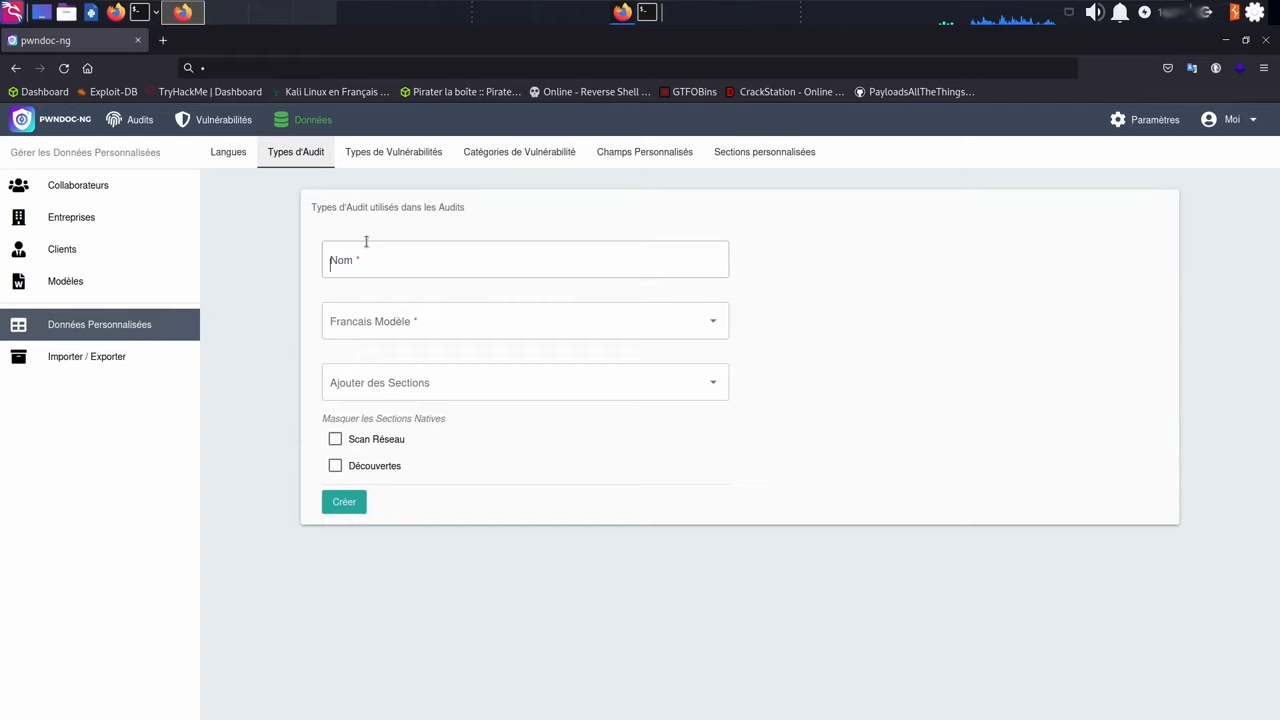 pwndoc-ng
Dashboard
Exploit-DB
TryHackMe | Dashboard
Kali Linux en Français ...
Pirater la boîte :: Pirate...
Online - Reverse Shell ...
GTFOBins
CrackStation - Online ...
PayloadsAllTheThings...
PWNDOC-NG
Audits
Vulnérabilités
Données
Paramètres
Moi
Gérer les Données Personnalisées
Langues
Types d'Audit
Types de Vulnérabilités
Catégories de Vulnérabilité
Champs Personnalisés
Sections personnalisées
Collaborateurs
Entreprises
Clients
Modèles
Données Personnalisées
Importer / Exporter
Types d'Audit utilisés dans les Audits
Nom *
Francais Modèle *
Ajouter des Sections
Masquer les Sections Natives
Scan Réseau
Découvertes
Créer